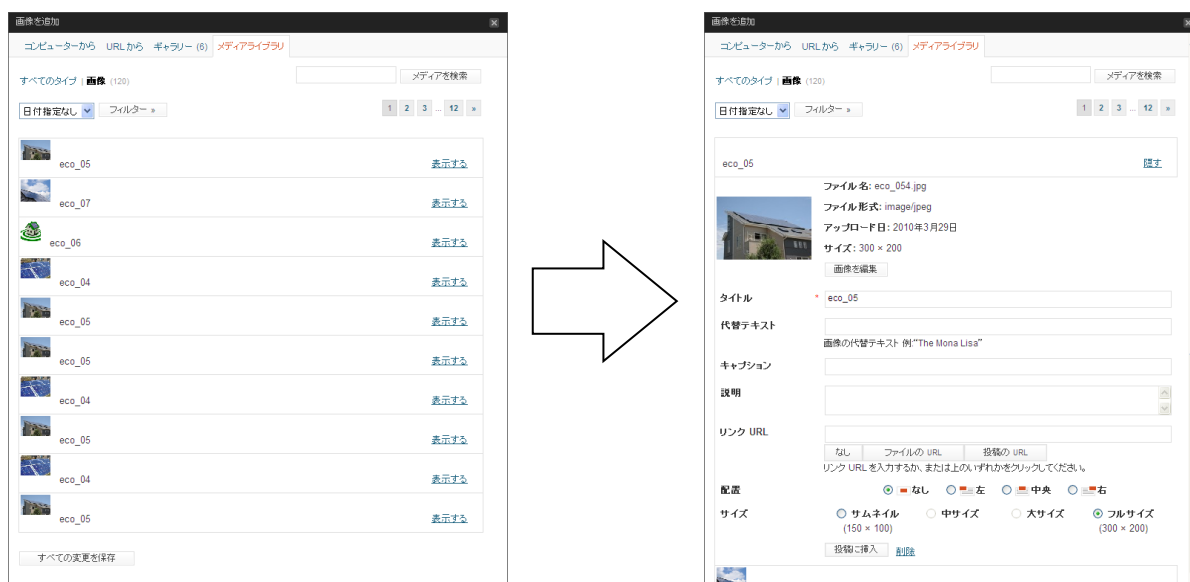 画像を追加
コンピューターから URLから ギャラリー (6) メディアライブラリ
すべてのタイプ | 画像 (120)
メディアを検索
日付指定なし フィルター »
1 2 3 ... 12 »
eco_05 表示する
eco_07 表示する
eco_06 表示する
eco_04 表示する
eco_05 表示する
eco_05 表示する
eco_04 表示する
eco_05 表示する
eco_04 表示する
eco_05 表示する
すべての変更を保存
画像を追加
コンピューターから URLから ギャラリー (6) メディアライブラリ
すべてのタイプ | 画像 (120)
メディアを検索
日付指定なし フィルター »
1 2 3 ... 12 »
eco_05 隠す
ファイル名: eco_054.jpg
ファイル形式: image/jpeg
アップロード日: 2010年3月29日
サイズ: 300 × 200
画像を編集
タイトル * eco_05
代替テキスト
画像の代替テキスト 例:"The Mona Lisa"
キャプション
説明
リンク URL
なし ファイルの URL 投稿の URL
リンク URL を入力するか、または上のいずれかをクリックしてください。
配置 なし 左 中央 右
サイズ サムネイル 中サイズ 大サイズ フルサイズ
(150 × 100) (300 × 200)
投稿に挿入 削除